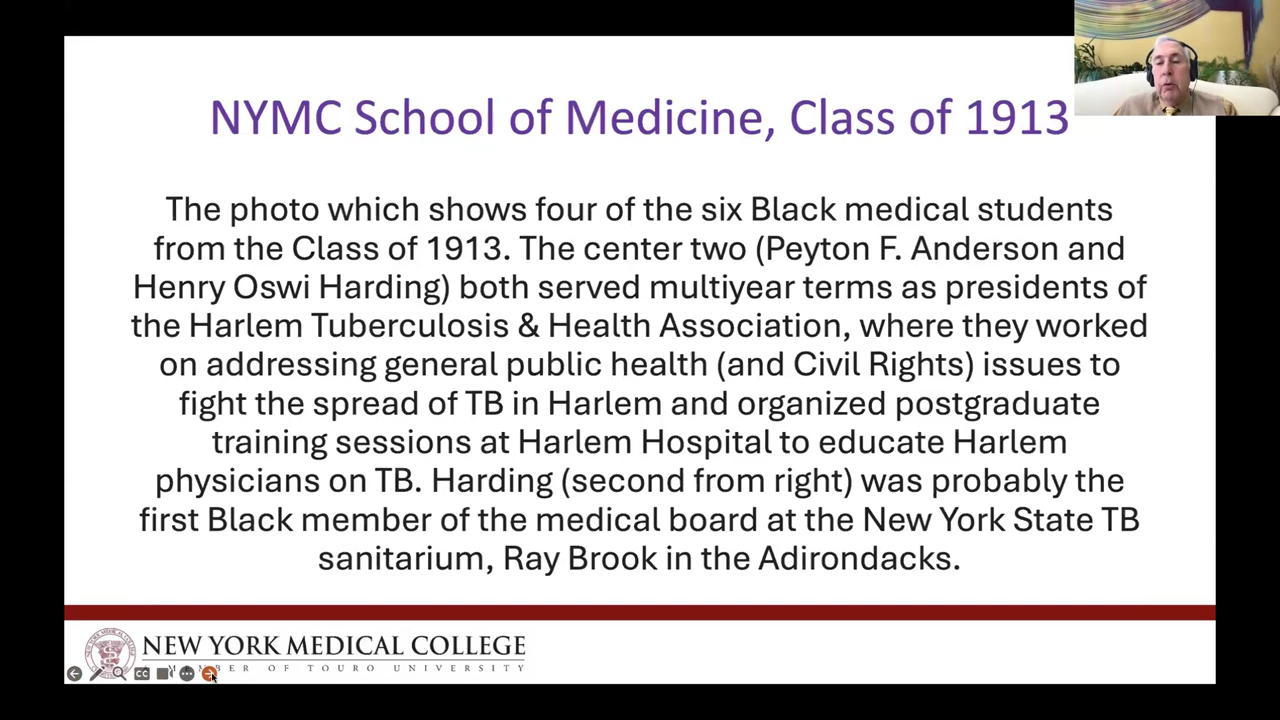 NYMC School of Medicine, Class of 1913
The photo which shows four of the six Black medical students
from the Class of 1913. The center two (Peyton F. Anderson and
Henry Oswi Harding) both served multiyear terms as presidents of
the Harlem Tuberculosis & Health Association, where they worked
on addressing general public health (and Civil Rights) issues to
fight the spread of TB in Harlem and organized postgraduate
training sessions at Harlem Hospital to educate Harlem
physicians on TB. Harding (second from right) was probably the
first Black member of the medical board at the New York State TB
sanitarium, Ray Brook in the Adirondacks.
NEW YORK MEDICAL COLLEGE
OF TOURO UNIVERSITY
CC